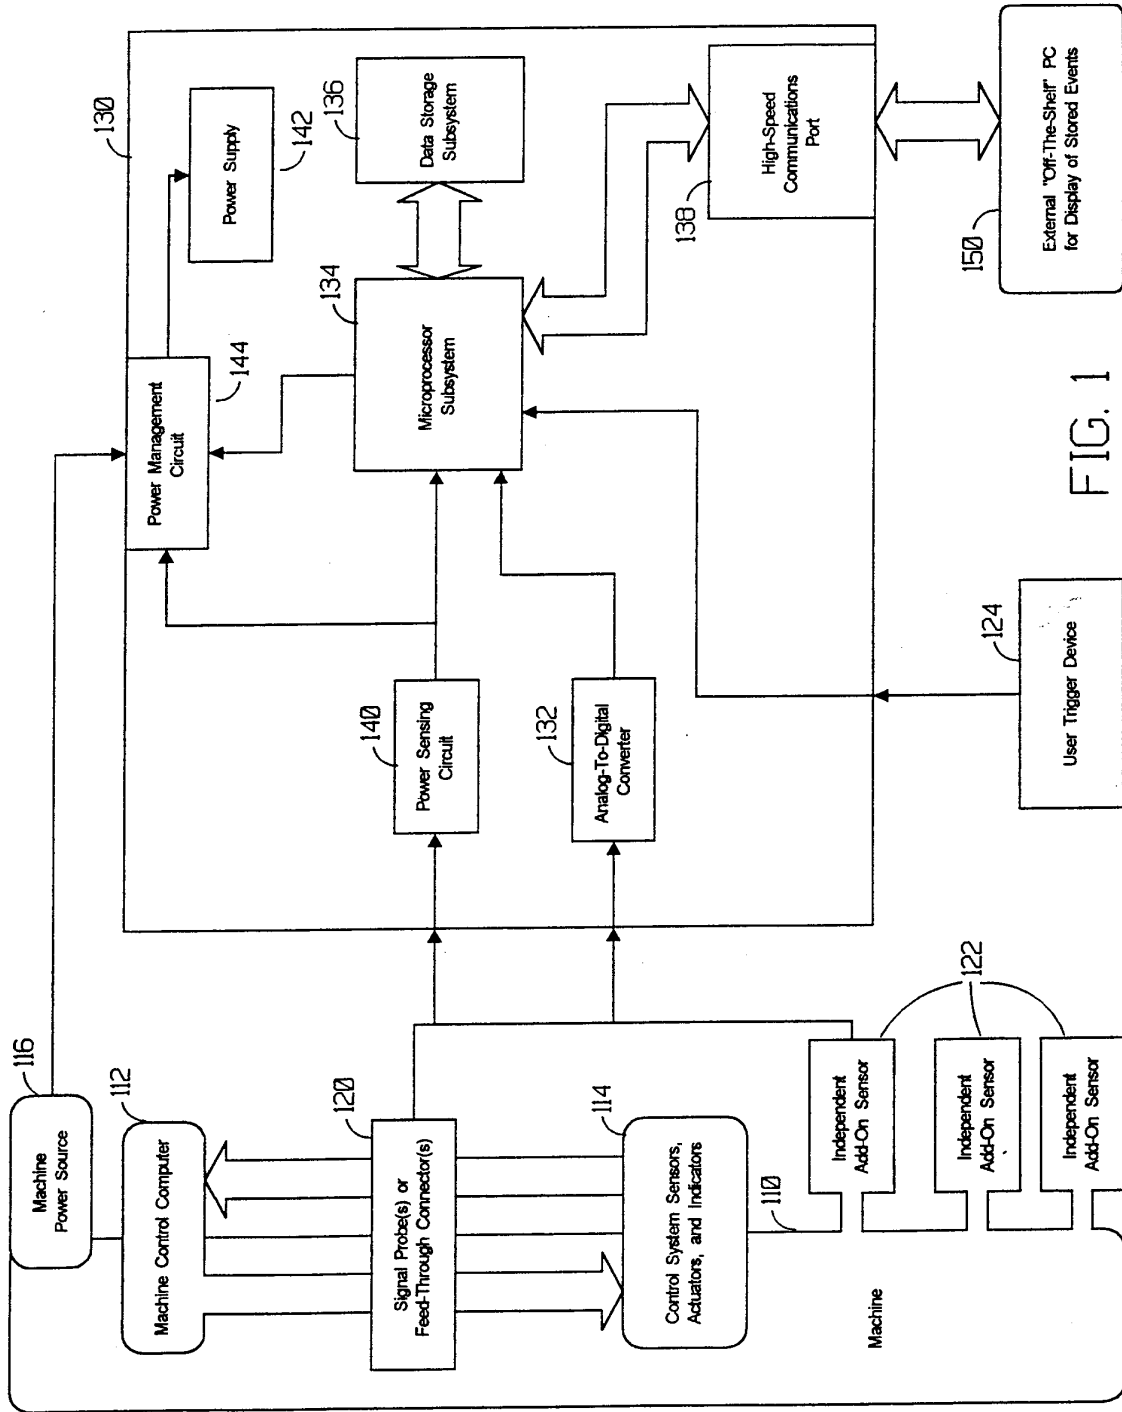 116
Machine
Power Source
112
Machine Control Computer
120
Signal Probe(s) or
Feed-Through Connector(s)
114
Control System Sensors,
Actuators, and Indicators
110
Machine
Independent
Add-On Sensor
Independent
Add-On Sensor
Independent
Add-On Sensor
122
130
Power Management
Circuit
144
Power Supply
142
140
Power Sensing
Circuit
132
Analog-To-Digital
Converter
134
Microprocessor
Subsystem
136
Data Storage
Subsystem
138
High-Speed
Communications
Port
124
User Trigger Device
150
External "Off-The-Shelf" PC
for Display of Stored Events
FIG. 1